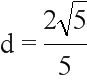 d = 2√5/5